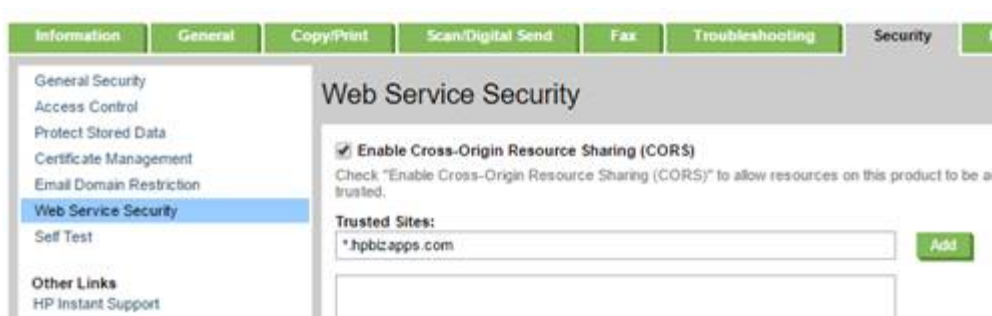 Information General Copy/Print Scan/Digital Send Fax Troubleshooting Security
General Security
Access Control
Protect Stored Data
Certificate Management
Email Domain Restriction
Web Service Security
Self Test
Other Links
HP Instant Support
Web Service Security
Enable Cross-Origin Resource Sharing (CORS)
Check "Enable Cross-Origin Resource Sharing (CORS)" to allow resources on this product to be
trusted.
Trusted Sites:
*.hpbizapps.com Add